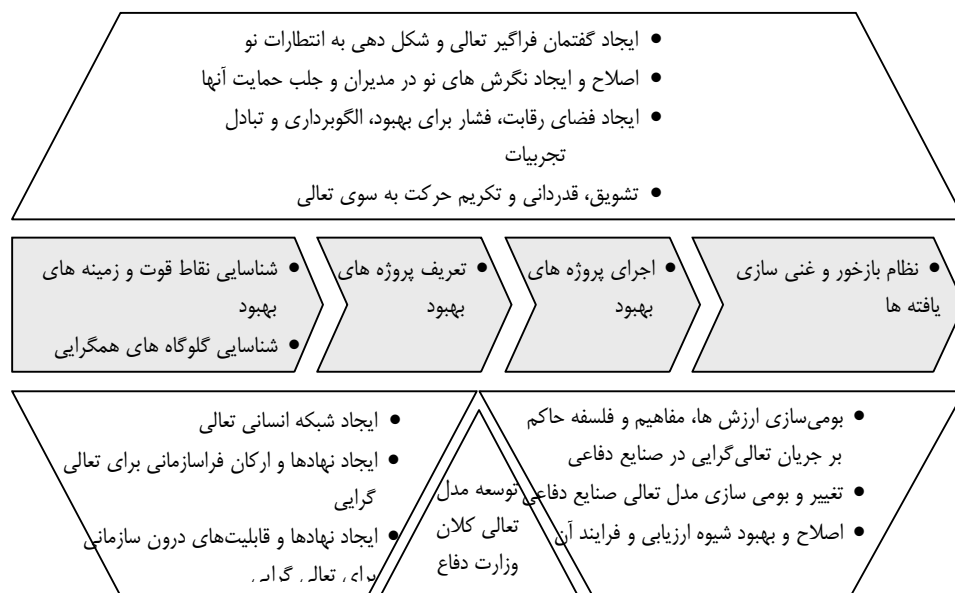 • ایجاد گفتمان فراگیر تعالی و شکل دهی به انتطارات نو
• اصلاح و ایجاد نگرش های نو در مدیران و جلب حمایت آنها
• ایجاد فضای رقابت، فشار برای بهبود، الگوبرداری و تبادل
تجربیات
• تشویق، قدردانی و تکریم حرکت به سوی تعالی
• شناسایی نقاط قوت و زمینه های
بهبود
• شناسایی گلوگاه های همگرایی
• تعریف پروژه های
بهبود
• اجرای پروژه های
بهبود
• نظام بازخور و غنی سازی
یافته ها
• بومی‌سازی ارزش ها، مفاهیم و فلسفه حاکم
بر جریان تعالی‌گرایی در صنایع دفاعی
• تغییر و بومی سازی مدل تعالی صنایع دفاعی
• اصلاح و بهبود شیوه ارزیابی و فرایند آن
توسعه مدل
تعالی کلان
وزارت دفاع
• ایجاد شبکه انسانی تعالی
• ایجاد نهادها و ارکان فراسازمانی برای تعالی
گرایی
• ایجاد نهادها و قابلیت‌های درون سازمانی
برای تعالی گرایی